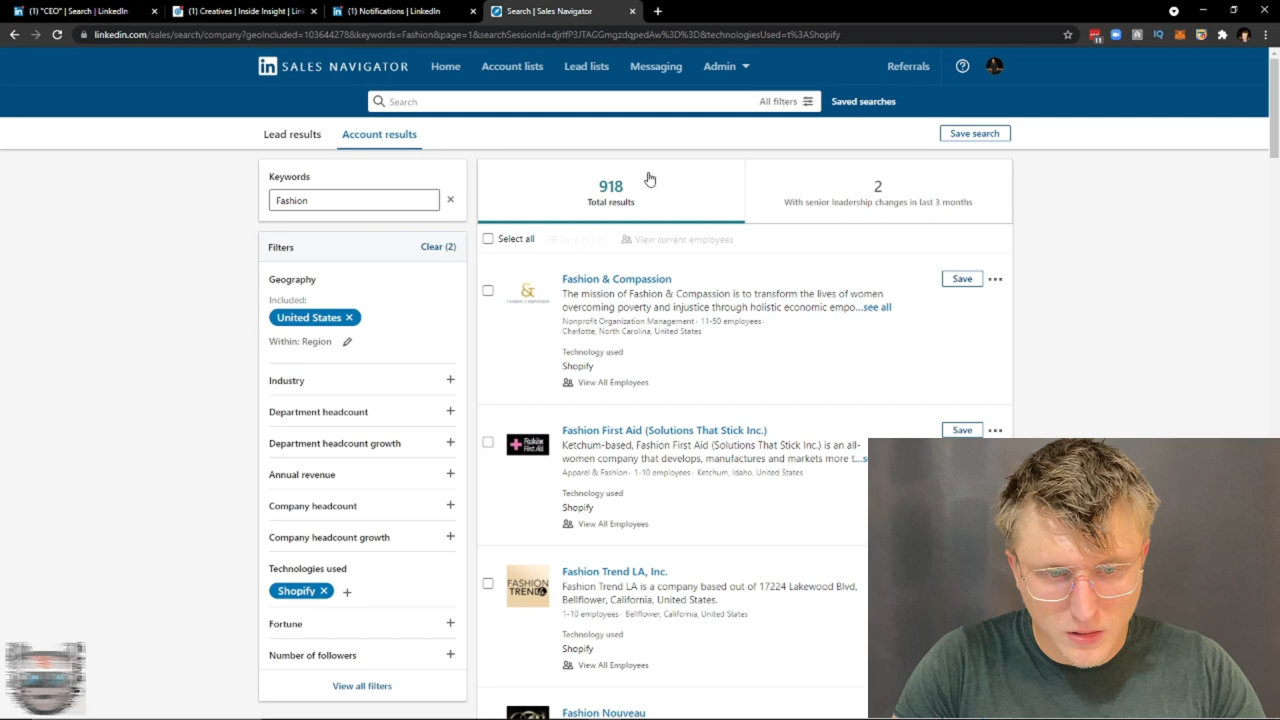 (1) "CEO" | Search | LinkedIn
(1) Creatives | Inside Insight | Lin
(1) Notifications | LinkedIn
Search | Sales Navigator
linkedin.com/sales/search/company?geoIncluded=103644278&keywords=Fashion&page=1&searchSessionId=djrIfP3JTAGGmgzdqpedAw%3D%3D&technologiesUsed=t%3AShopify
11
IQ
in SALES NAVIGATOR
Home
Account lists
Lead lists
Messaging
Admin
Referrals
Search
All filters
Saved searches
Lead results
Account results
Save search
Keywords
Fashion
Filters
Clear (2)
Geography
Included:
United States
Within: Region
Industry
Department headcount
Department headcount growth
Annual revenue
Company headcount
Company headcount growth
Technologies used
Shopify
Fortune
Number of followers
View all filters
918
Total results
2
With senior leadership changes in last 3 months
Select all
Save to list
View current employees
Fashion & Compassion
Save
The mission of Fashion & Compassion is to transform the lives of women
overcoming poverty and injustice through holistic economic empo...see all
Nonprofit Organization Management · 11-50 employees ·
Charlotte, North Carolina, United States
Technology used
Shopify
View All Employees
Fashion First Aid (Solutions That Stick Inc.)
Save
Ketchum-based, Fashion First Aid (Solutions That Stick Inc.) is an all-
women company that develops, manufactures and markets more t...s
Apparel & Fashion · 1-10 employees · Ketchum, Idaho, United States
Technology used
Shopify
View All Employees
FASHION
TREND
Fashion Trend LA, Inc.
Fashion Trend LA is a company based out of 17224 Lakewood Blvd,
Bellflower, California, United States.
1-10 employees · Bellflower, California, United States
Technology used
Shopify
View All Employees
Fashion Nouveau